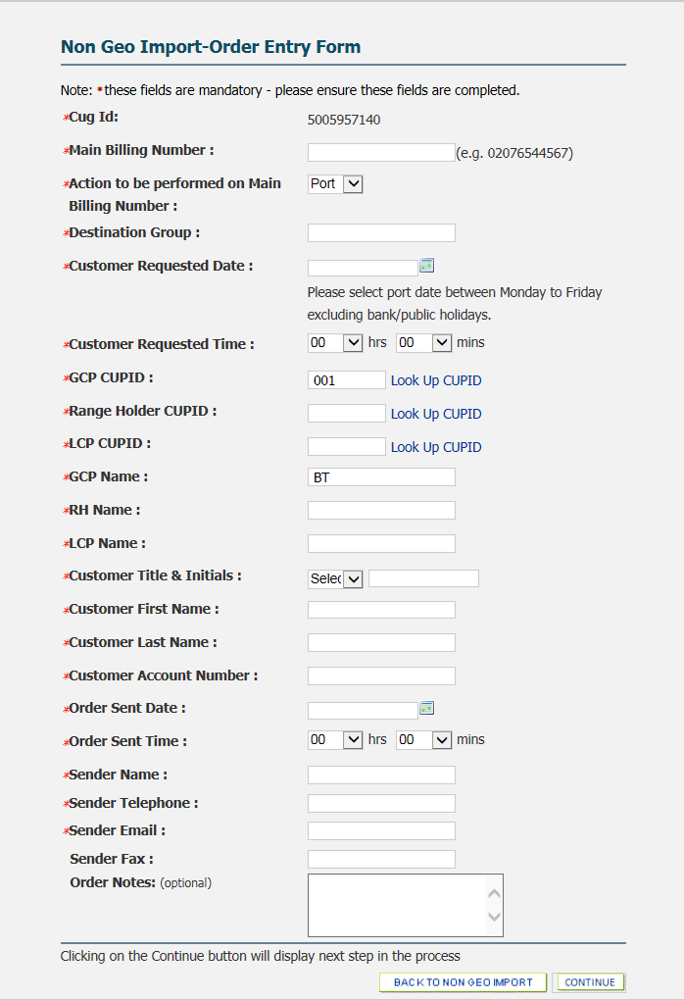 Non Geo Import-Order Entry Form
Note: *these fields are mandatory - please ensure these fields are completed.
*Cug Id: 5005957140
*Main Billing Number : (e.g. 02076544567)
*Action to be performed on Main Port
Billing Number :
*Destination Group :
*Customer Requested Date :
Please select port date between Monday to Friday
excluding bank/public holidays.
*Customer Requested Time : 00 hrs 00 mins
*GCP CUPID : 001 Look Up CUPID
*Range Holder CUPID : Look Up CUPID
*LCP CUPID : Look Up CUPID
*GCP Name : BT
*RH Name :
*LCP Name :
*Customer Title & Initials : Selec
*Customer First Name :
*Customer Last Name :
*Customer Account Number :
*Order Sent Date :
*Order Sent Time : 00 hrs 00 mins
*Sender Name :
*Sender Telephone :
*Sender Email :
Sender Fax :
Order Notes: (optional)
Clicking on the Continue button will display next step in the process
BACK TO NON GEO IMPORT CONTINUE